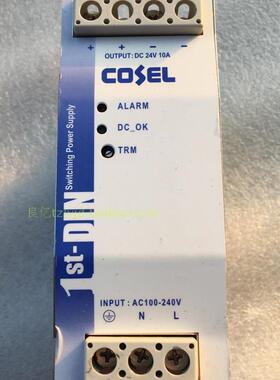 + + - -
OUTPUT: DC 24V 10A
COSEL
ALARM
DC_OK
TRM
1st-DIN
Switching Power Supply
INPUT : AC100-240V
N L